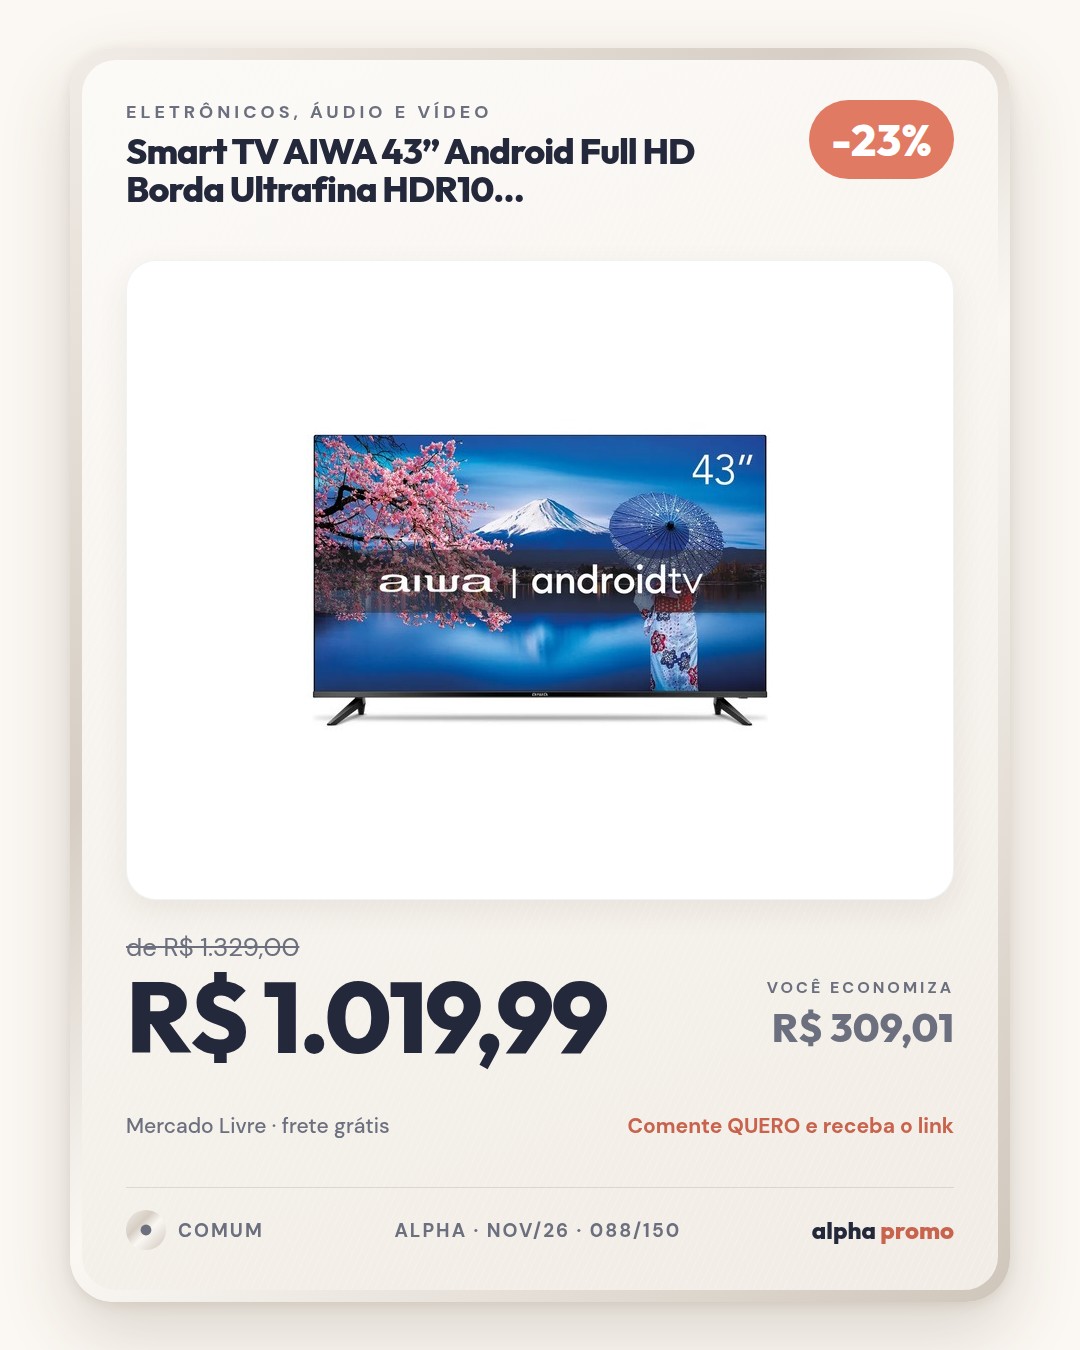 ELETRÔNICOS, ÁUDIO E VÍDEO
Smart TV AIWA 43” Android Full HD
Borda Ultrafina HDR10...
-23%
43”
aiwa | androidtv
aiwa
de R$ 1.329,00
R$ 1.019,99
VOCÊ ECONOMIZA
R$ 309,01
Mercado Livre · frete grátis
Comente QUERO e receba o link
COMUM
ALPHA · NOV/26 · 088/150
alpha promo